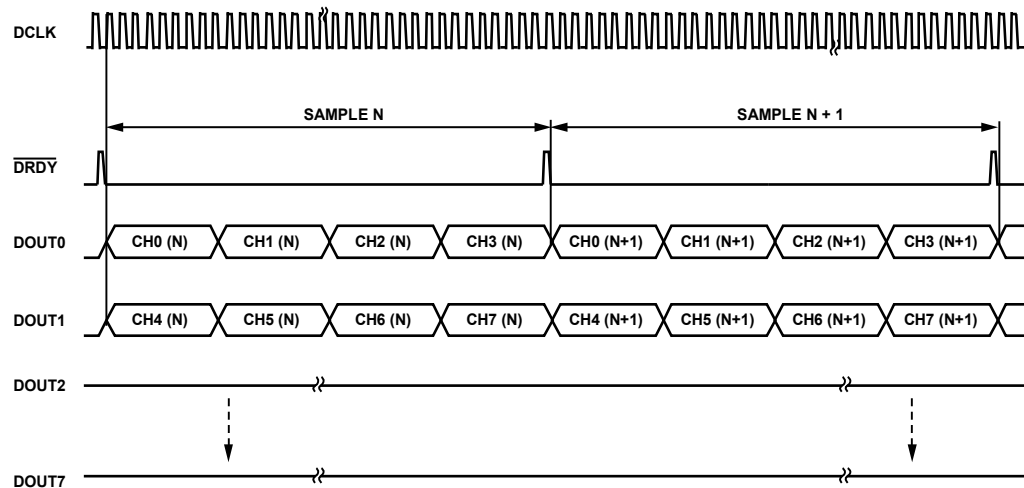 DCLK
SAMPLE N SAMPLE N + 1
DRDY
DOUT0 CH0 (N) CH1 (N) CH2 (N) CH3 (N) CH0 (N+1) CH1 (N+1) CH2 (N+1) CH3 (N+1)
DOUT1 CH4 (N) CH5 (N) CH6 (N) CH7 (N) CH4 (N+1) CH5 (N+1) CH6 (N+1) CH7 (N+1)
DOUT2
DOUT7